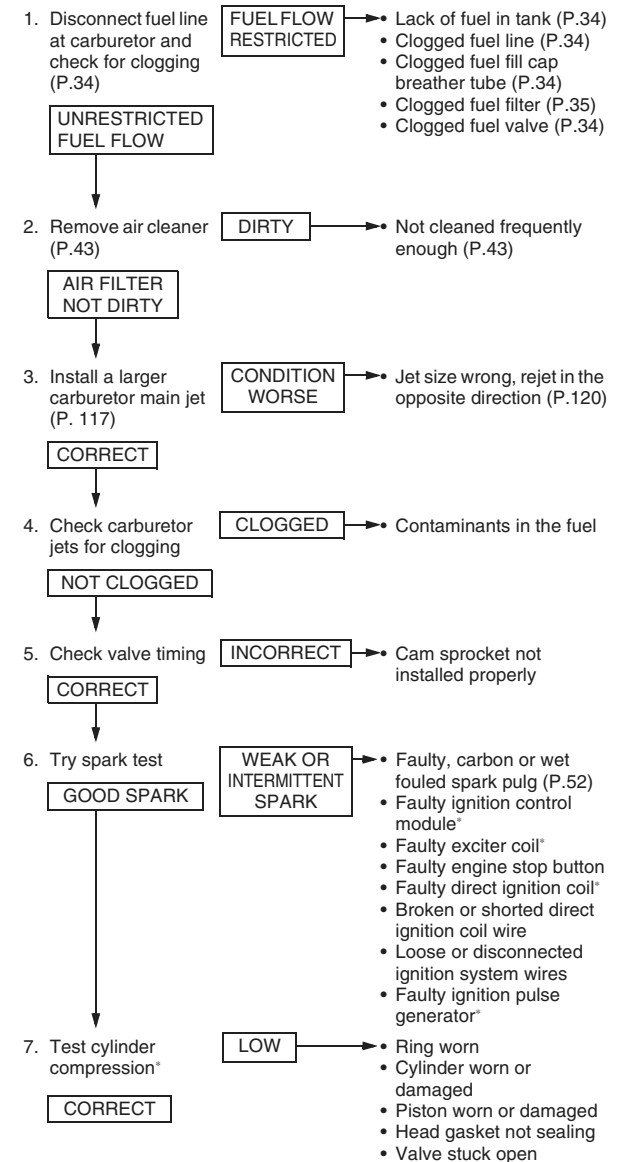 1. Disconnect fuel line
at carburetor and
check for clogging
(P.34)
FUEL FLOW
RESTRICTED
• Lack of fuel in tank (P.34)
• Clogged fuel line (P.34)
• Clogged fuel fill cap
breather tube (P.34)
• Clogged fuel filter (P.35)
• Clogged fuel valve (P.34)
UNRESTRICTED
FUEL FLOW
2. Remove air cleaner
(P.43)
DIRTY
• Not cleaned frequently
enough (P.43)
AIR FILTER
NOT DIRTY
3. Install a larger
carburetor main jet
(P. 117)
CONDITION
WORSE
• Jet size wrong, rejet in the
opposite direction (P.120)
CORRECT
4. Check carburetor
jets for clogging
CLOGGED
• Contaminants in the fuel
NOT CLOGGED
5. Check valve timing
INCORRECT
• Cam sprocket not
installed properly
CORRECT
6. Try spark test
WEAK OR
INTERMITTENT
SPARK
• Faulty, carbon or wet
fouled spark pulg (P.52)
• Faulty ignition control
module*
• Faulty exciter coil*
• Faulty engine stop button
• Faulty direct ignition coil*
• Broken or shorted direct
ignition coil wire
• Loose or disconnected
ignition system wires
• Faulty ignition pulse
generator*
GOOD SPARK
7. Test cylinder
compression*
LOW
• Ring worn
• Cylinder worn or
damaged
• Piston worn or damaged
• Head gasket not sealing
• Valve stuck open
CORRECT